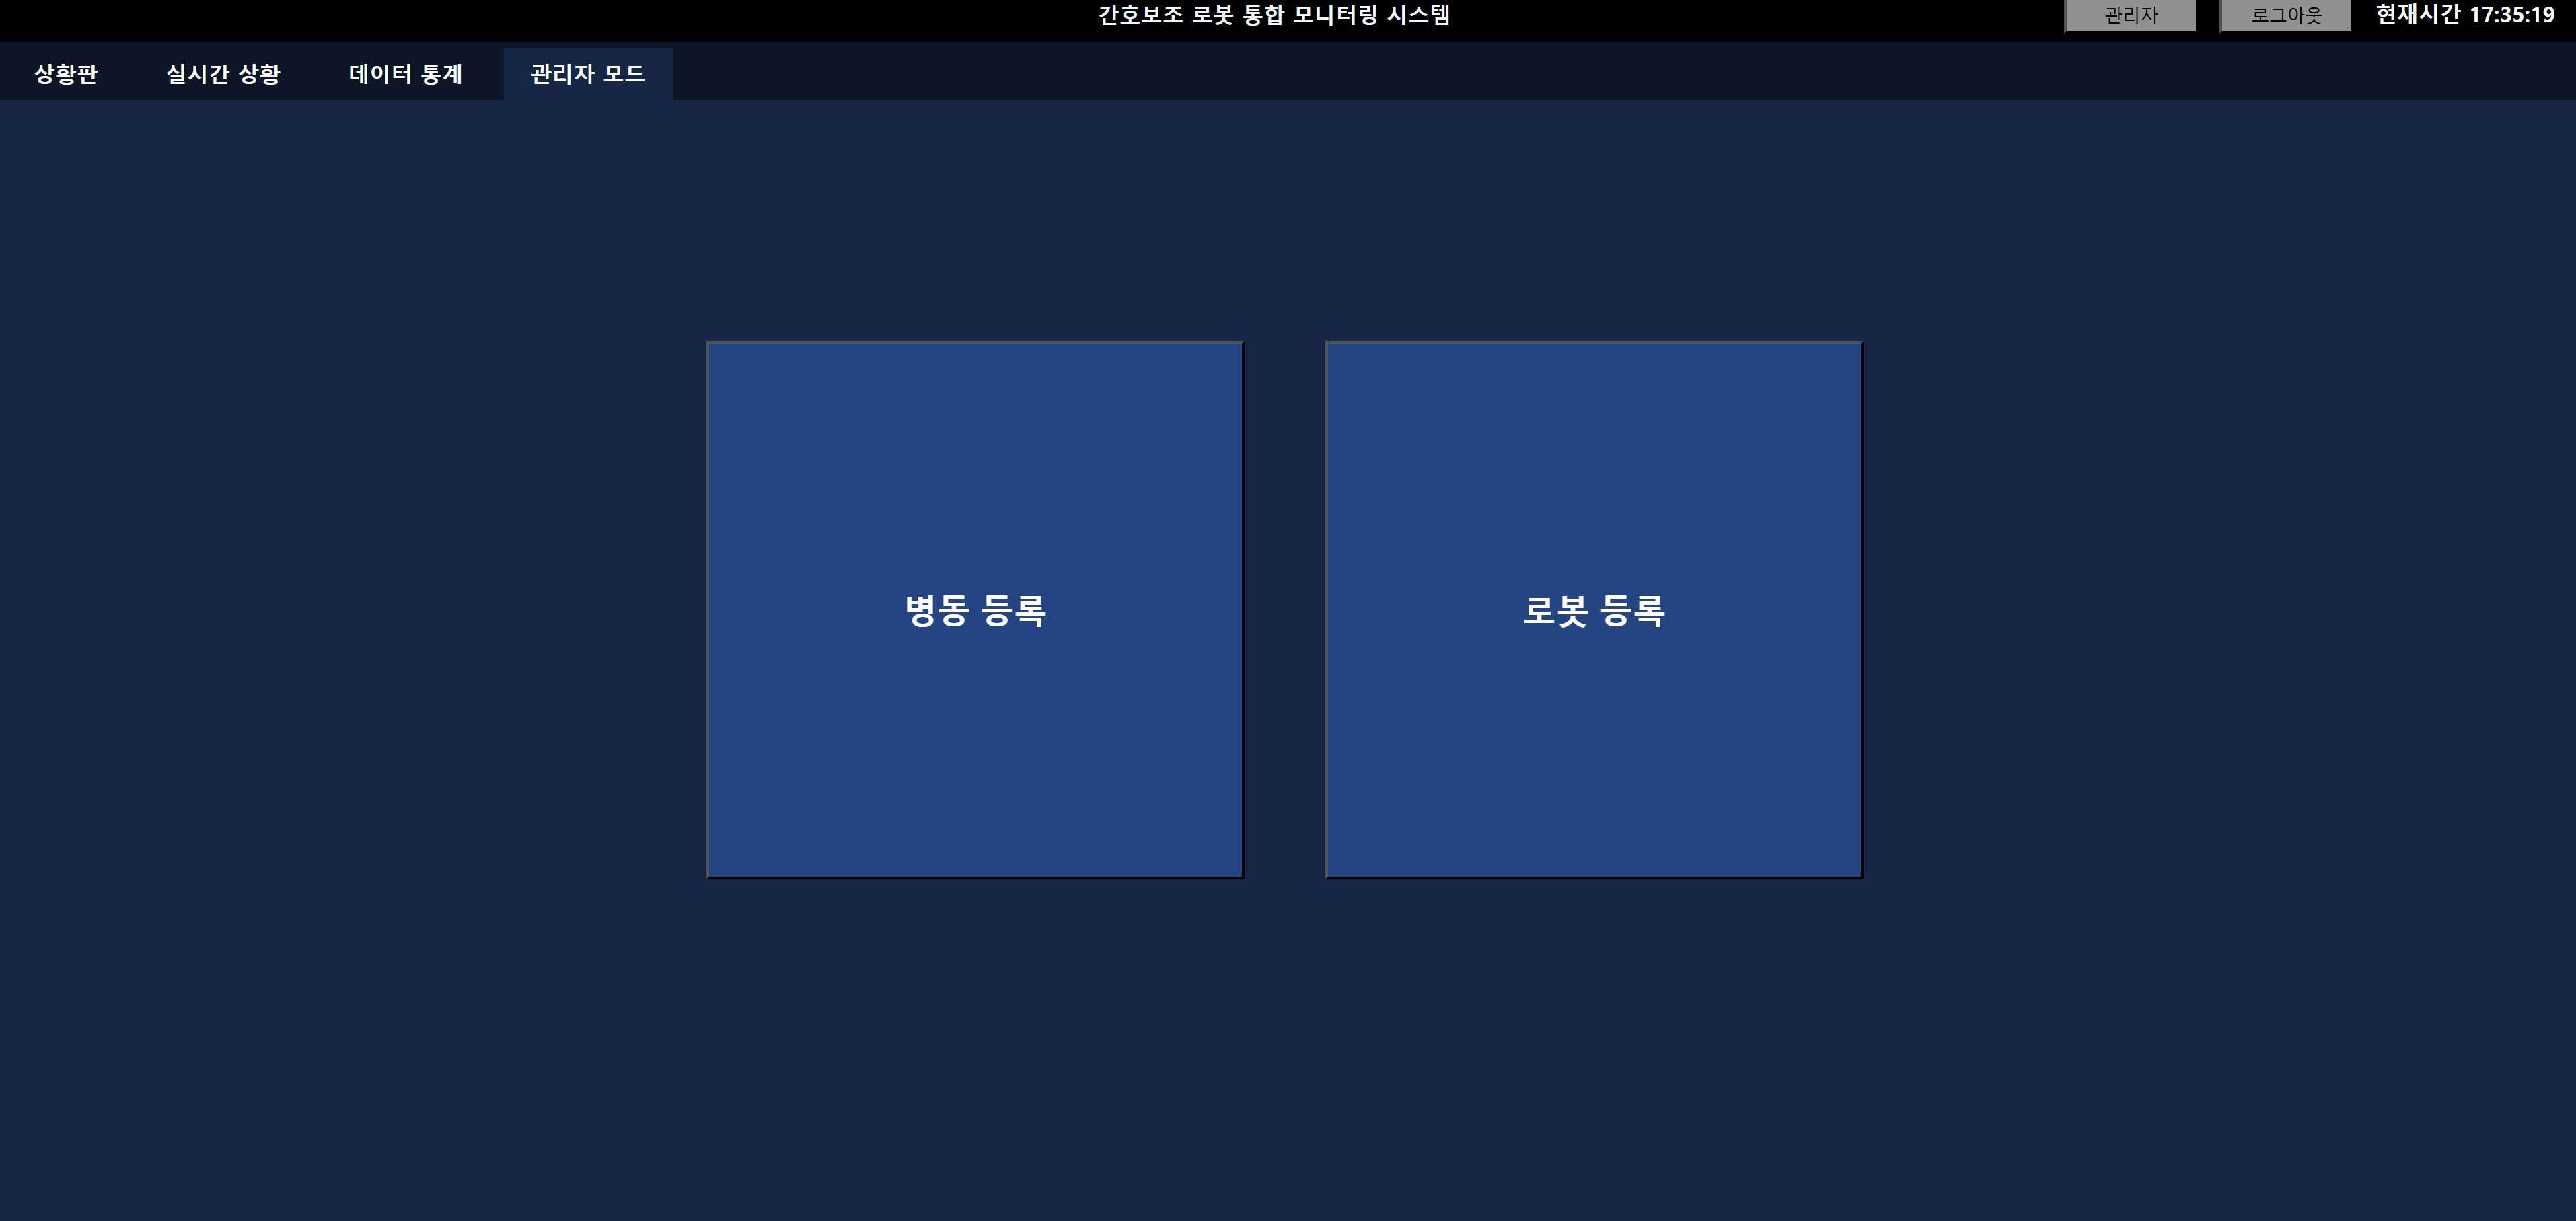 간호보조 로봇 통합 모니터링 시스템
관리자 로그아웃 현재시간 17:35:19
상황판 실시간 상황 데이터 통계 관리자 모드
병동 등록 로봇 등록